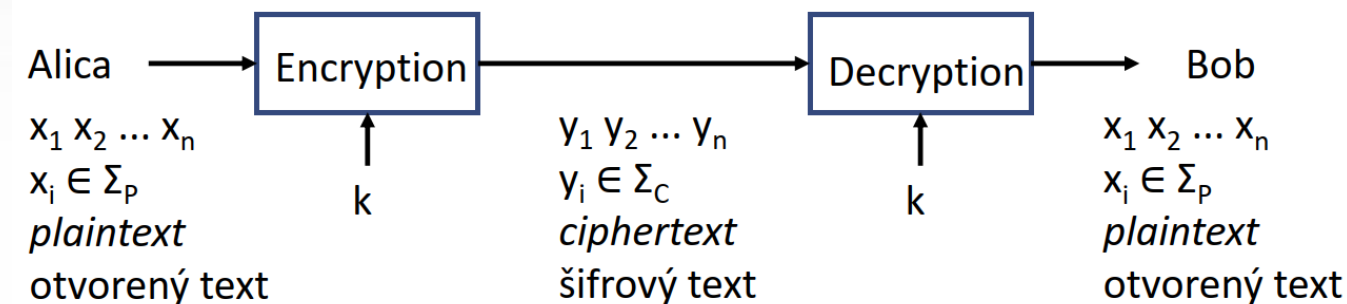 Alica Encryption Decryption Bob
x₁ x₂ ... xₙ y₁ y₂ ... yₙ x₁ x₂ ... xₙ
xᵢ ∈ Σ_P k yᵢ ∈ Σ_C k xᵢ ∈ Σ_P
plaintext ciphertext plaintext
otvorený text šifrový text otvorený text